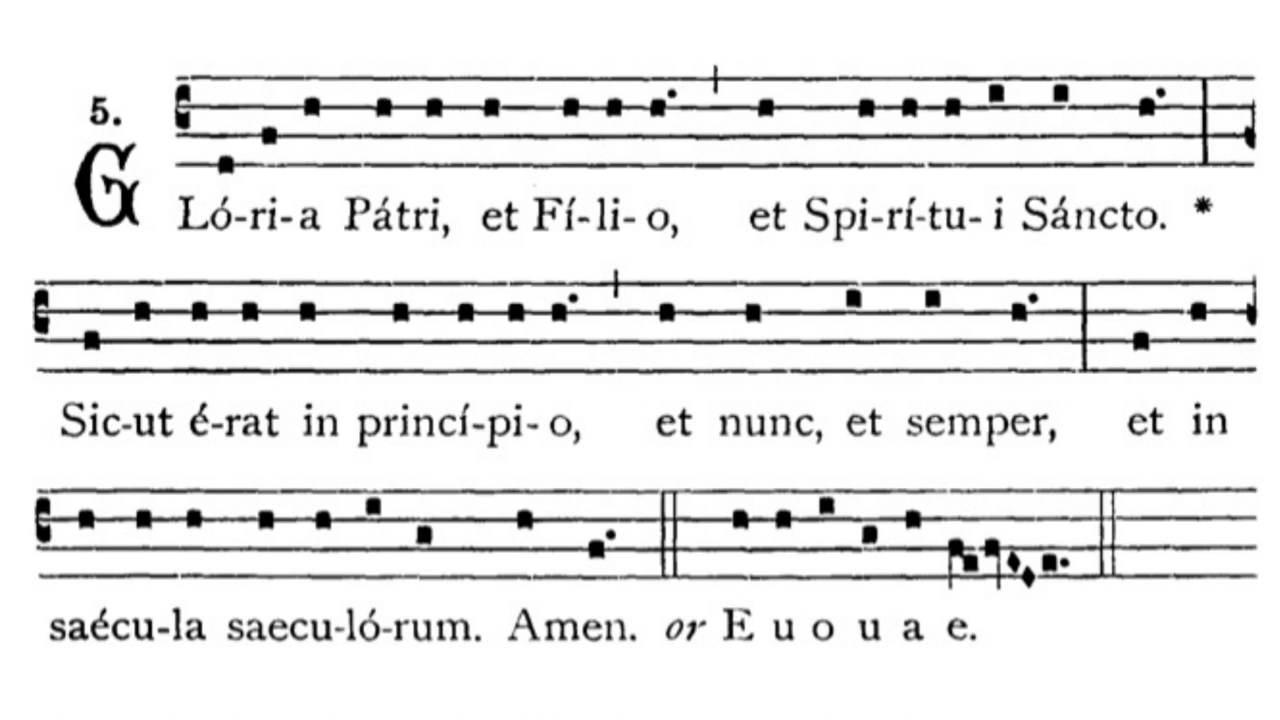 5.
GLó-ri-a Pátri, et Fí-li-o, et Spi-rí-tu-i Sáncto. *
Sic-ut é-rat in princí-pi-o, et nunc, et semper, et in
saécu-la saecu-ló-rum. Amen. or E u o u a e.